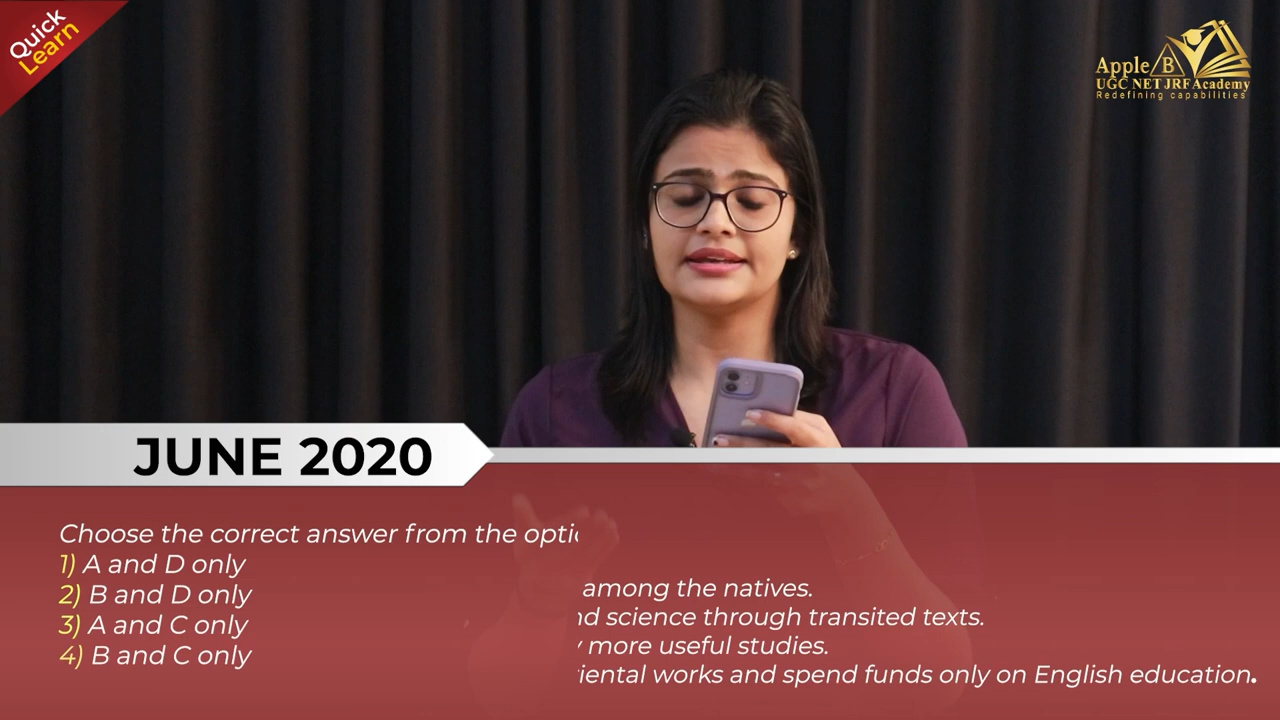 Quick
Learn
Apple B
UGC NET JRF Academy
Redefining capabilities
JUNE 2020
Choose the correct answer from the
1) A and D only
2) B and D only
3) A and C only
4) B and C only
among the natives.
science through transited texts.
more useful studies.
works and spend funds only on English education.